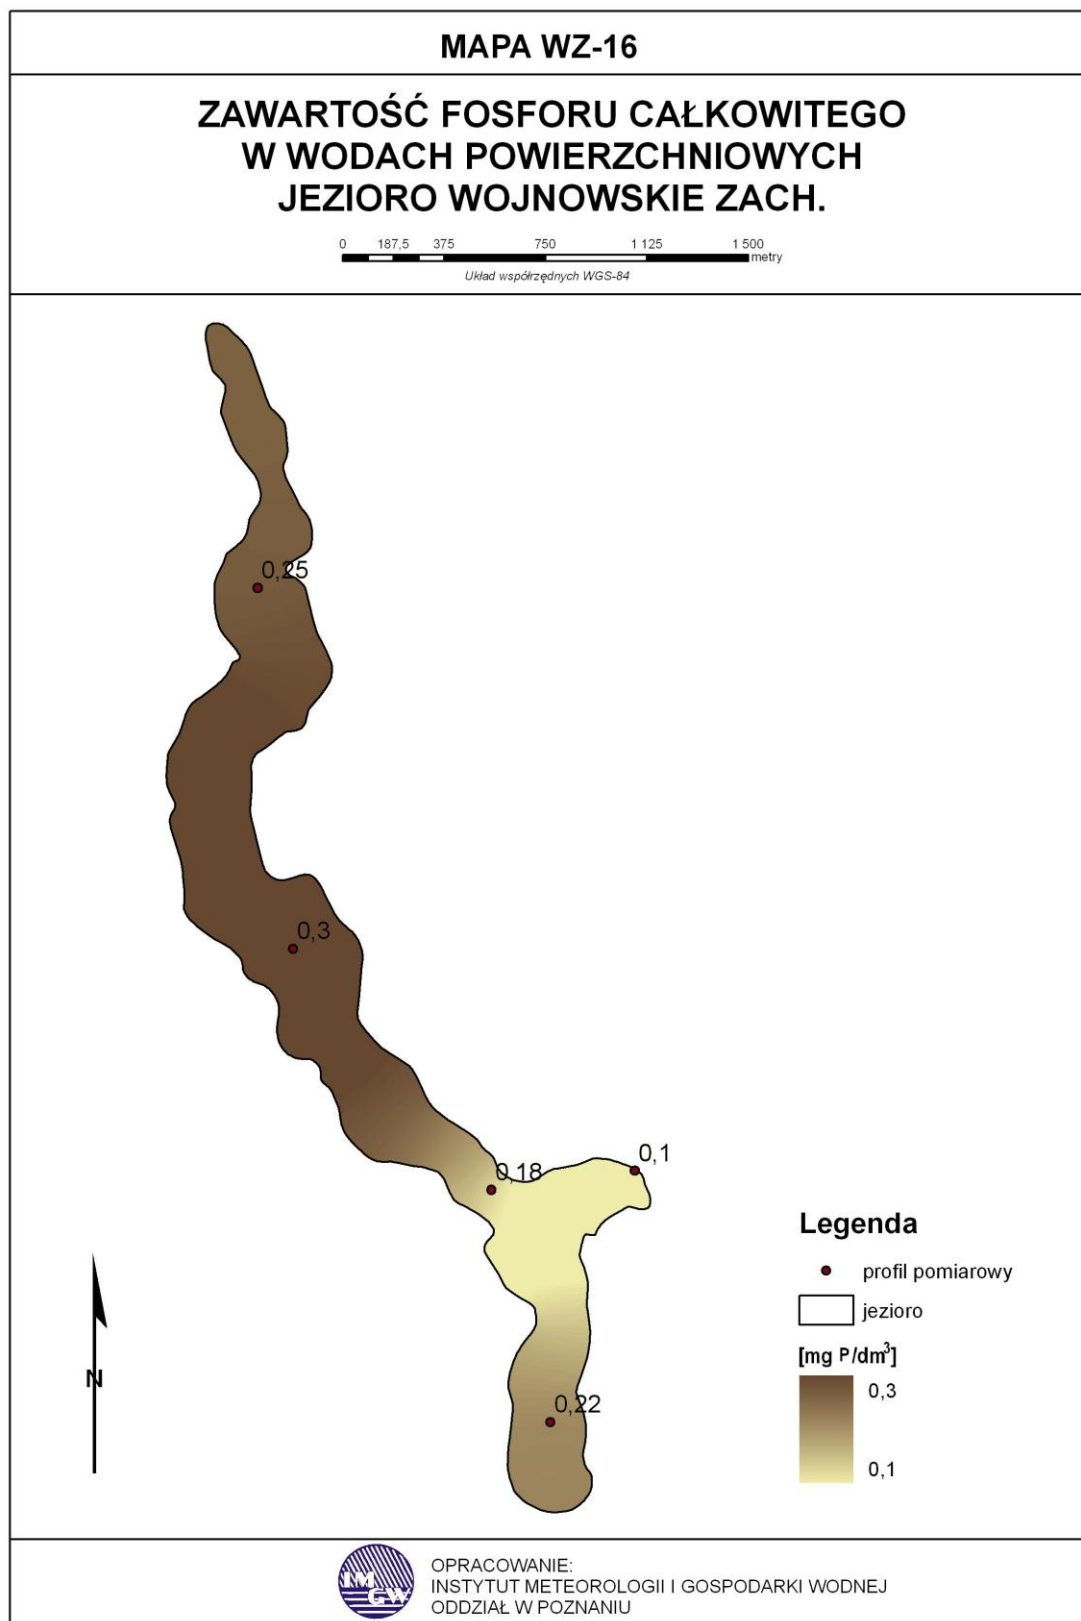 MAPA WZ-16
ZAWARTOŚĆ FOSFORU CAŁKOWITEGO
W WODACH POWIERZCHNIOWYCH
JEZIORO WOJNOWSKIE ZACH.
0 187,5 375 750 1 125 1 500
metry
Układ współrzędnych WGS-84
0,25
0,3
0,18
0,1
0,22
N
Legenda
profil pomiarowy
jezioro
[mg P/dm³]
0,3
0,1
IM
GW
OPRACOWANIE:
INSTYTUT METEOROLOGII I GOSPODARKI WODNEJ
ODDZIAŁ W POZNANIU